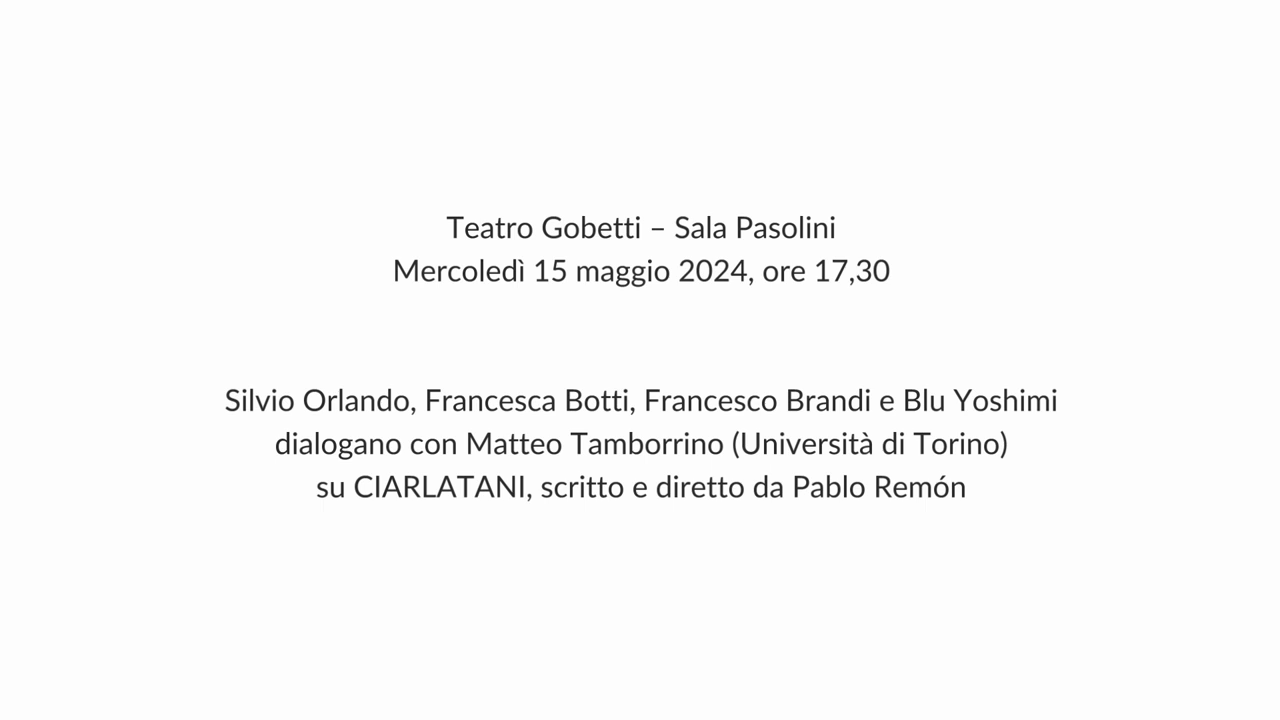 Teatro Gobetti – Sala Pasolini
Mercoledì 15 maggio 2024, ore 17,30
Silvio Orlando, Francesca Botti, Francesco Brandi e Blu Yoshimi
dialogano con Matteo Tamborrino (Università di Torino)
su CIARLATANI, scritto e diretto da Pablo Remón